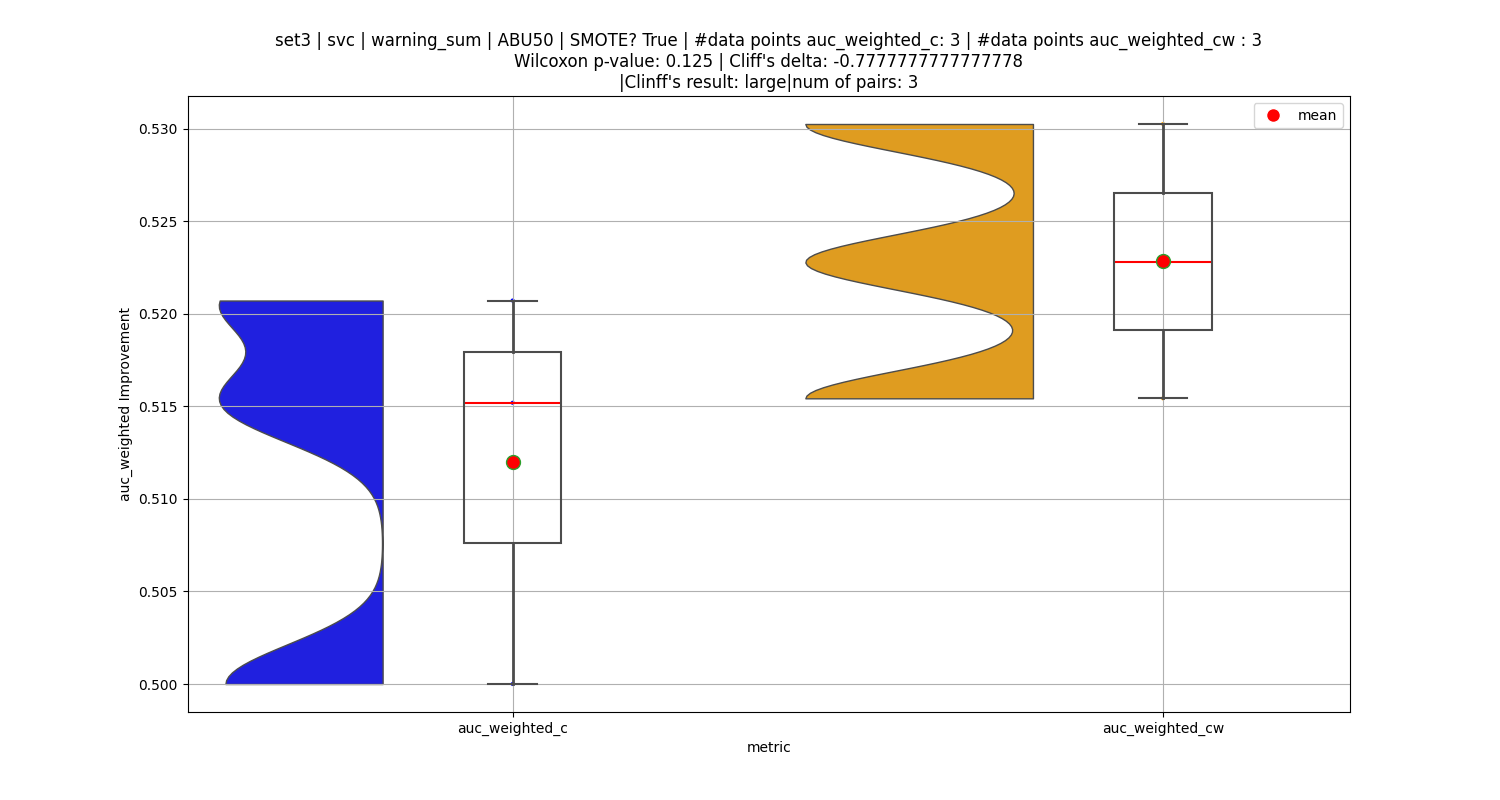 set3 | svc | warning_sum | ABU50 | SMOTE? True | #data points auc_weighted_c: 3 | #data points auc_weighted_cw : 3
Wilcoxon p-value: 0.125 | Cliff's delta: -0.7777777777777778
|Clinff's result: large|num of pairs: 3
mean
0.530
0.525
0.520
0.515
0.510
0.505
0.500
auc_weighted Improvement
auc_weighted_c
auc_weighted_cw
metric